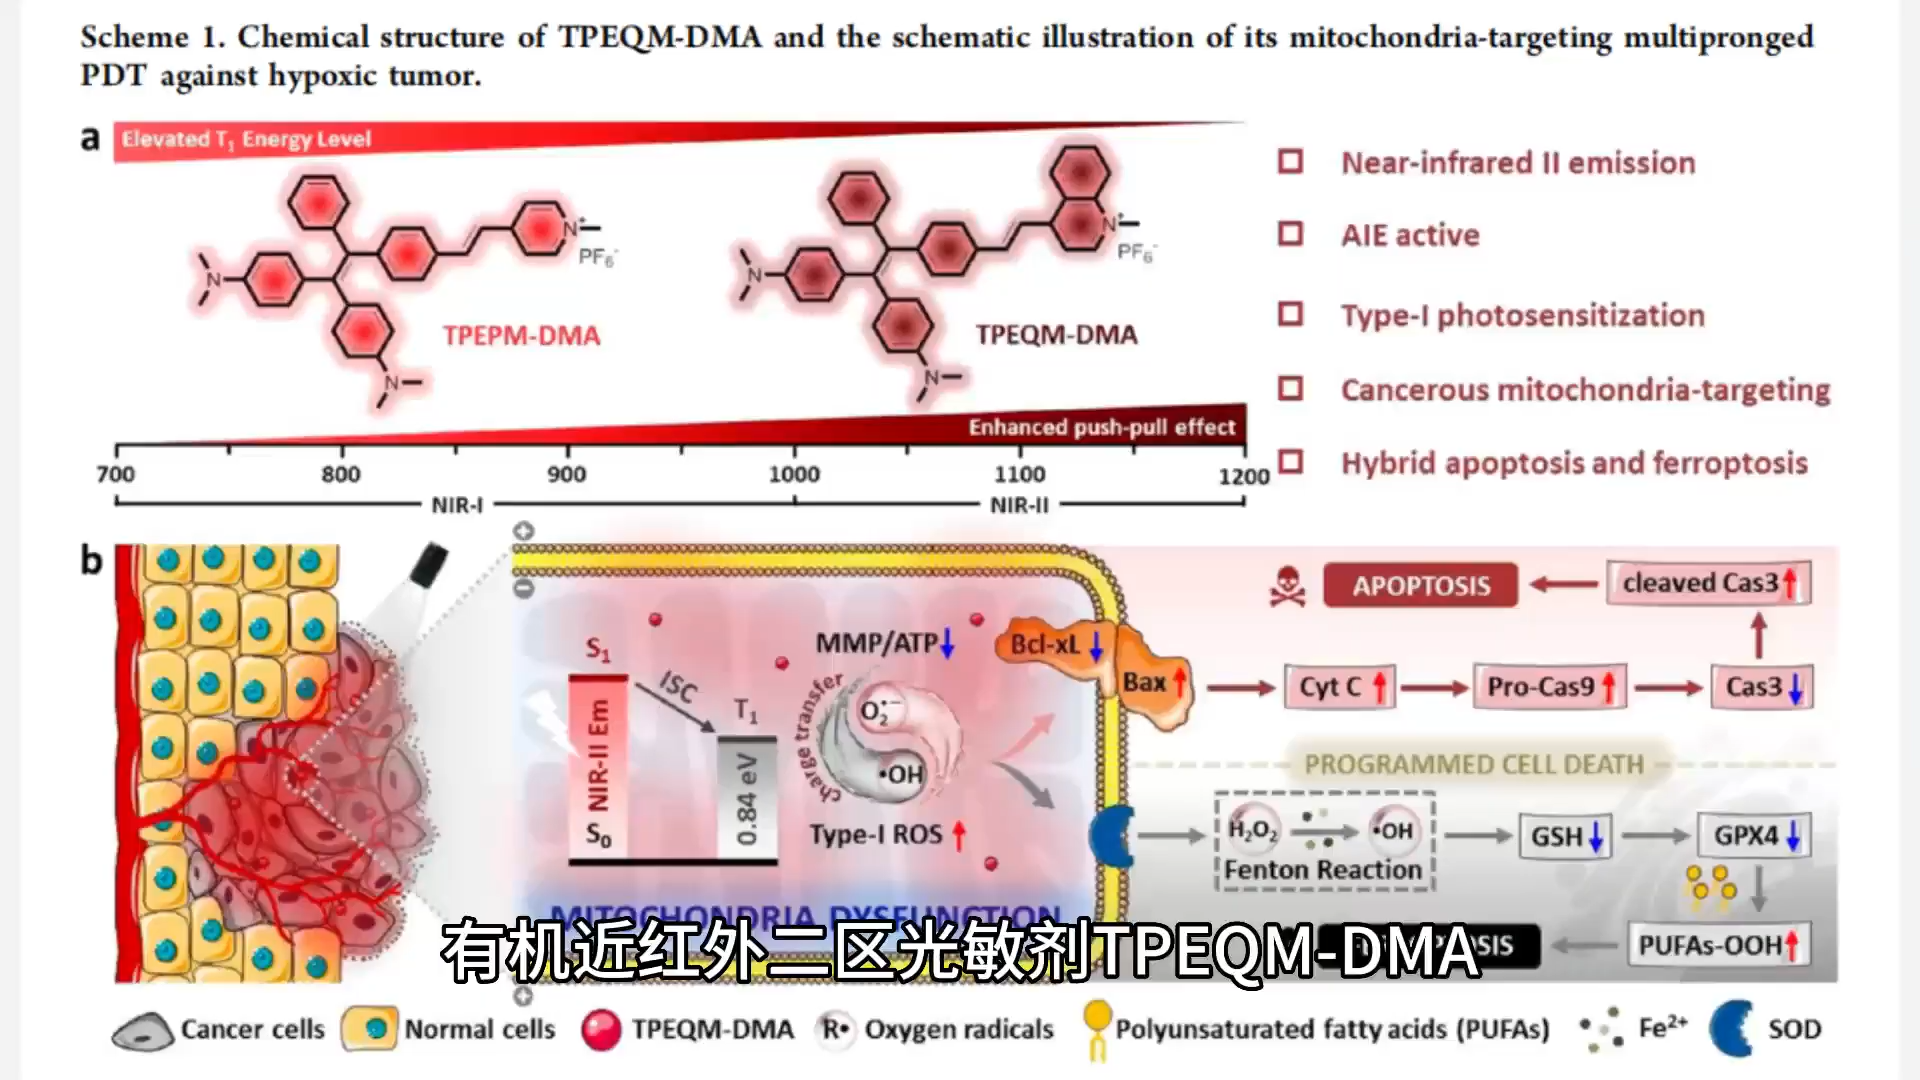 Scheme 1. Chemical structure of TPEQM-DMA and the schematic illustration of its mitochondria-targeting multipronged
PDT against hypoxic tumor.
a
Elevated T₁ Energy Level
N
N
N⁺
PF₆⁻
TPEPM-DMA
N
N
N⁺
PF₆⁻
TPEQM-DMA
Enhanced push-pull effect
700 800 900 1000 1100 1200
NIR-I NIR-II
Near-infrared II emission
AIE active
Type-I photosensitization
Cancerous mitochondria-targeting
Hybrid apoptosis and ferroptosis
b
S₁
ISC
T₁
NIR-II Em
S₀
0.84 eV
MMP/ATP
charge transfer
O₂•⁻
•OH
Type-I ROS
MITOCHONDRIA DYSFUNCTION
Bcl-xL
Bax
Cyt C
Pro-Cas9
Cas3
cleaved Cas3
APOPTOSIS
PROGRAMMED CELL DEATH
H₂O₂
•OH
Fenton Reaction
GSH
GPX4
PUFAs-OOH
有机近红外二区光敏剂TPEQM-DMA
Cancer cells
Normal cells
TPEQM-DMA
R•
Oxygen radicals
Polyunsaturated fatty acids (PUFAs)
Fe²⁺
SOD